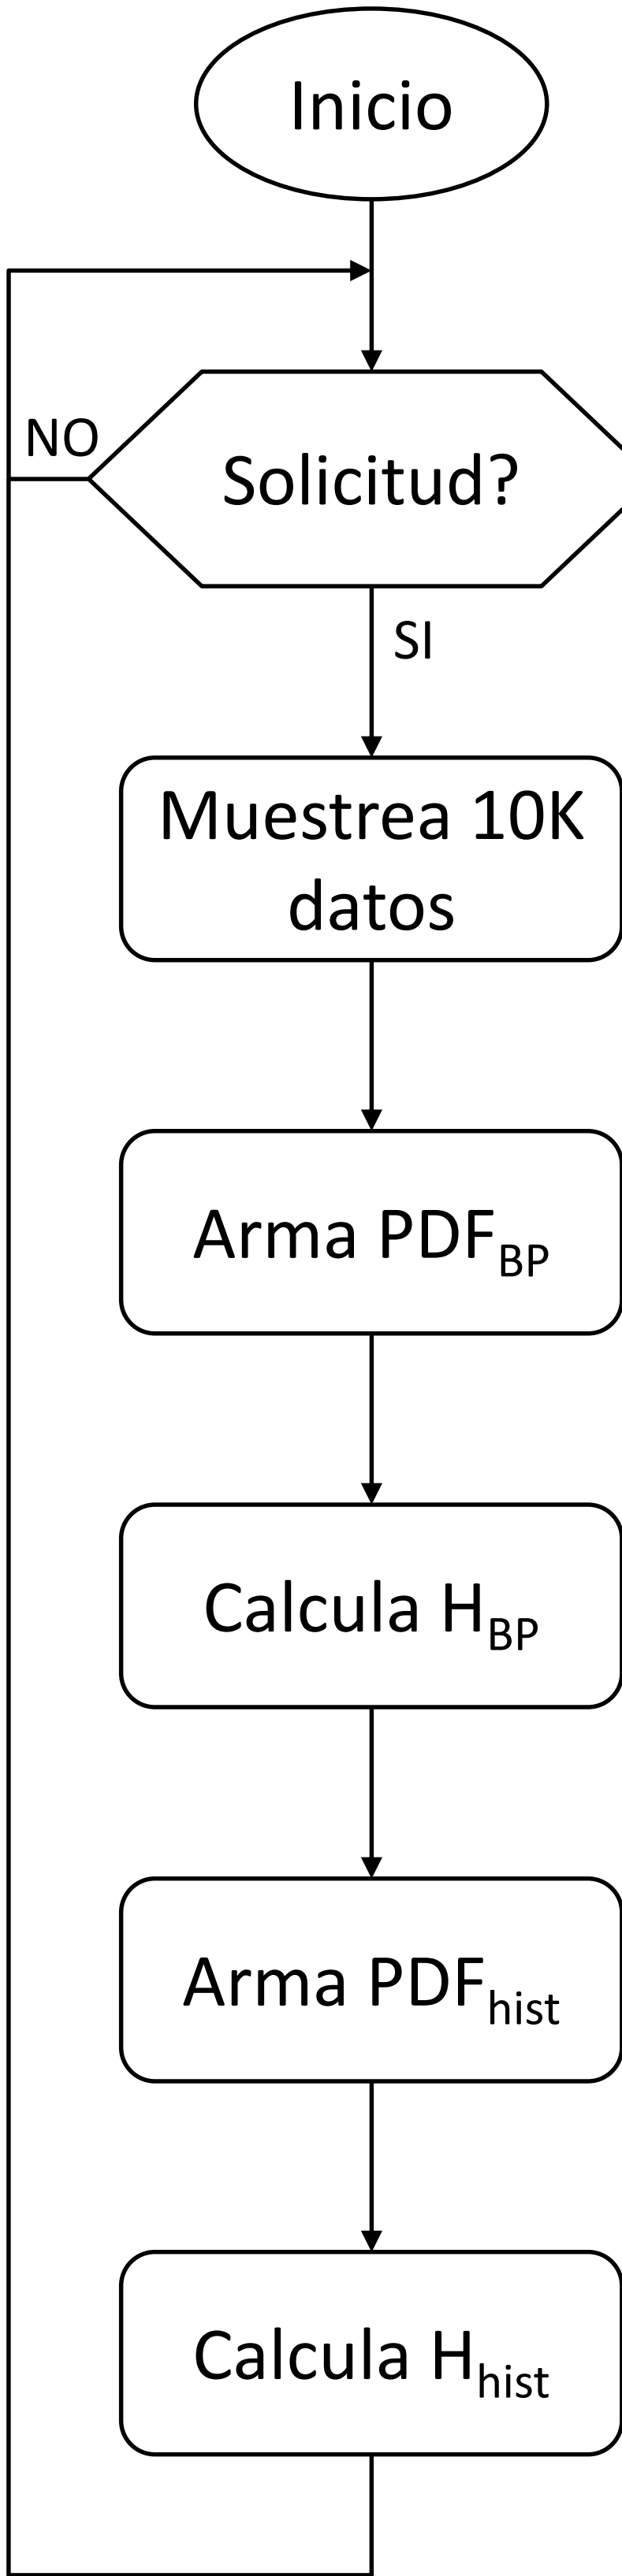 Inicio
NO
Solicitud?
SI
Muestrea 10K
datos
Arma PDF_BP
Calcula H_BP
Arma PDF_hist
Calcula H_hist